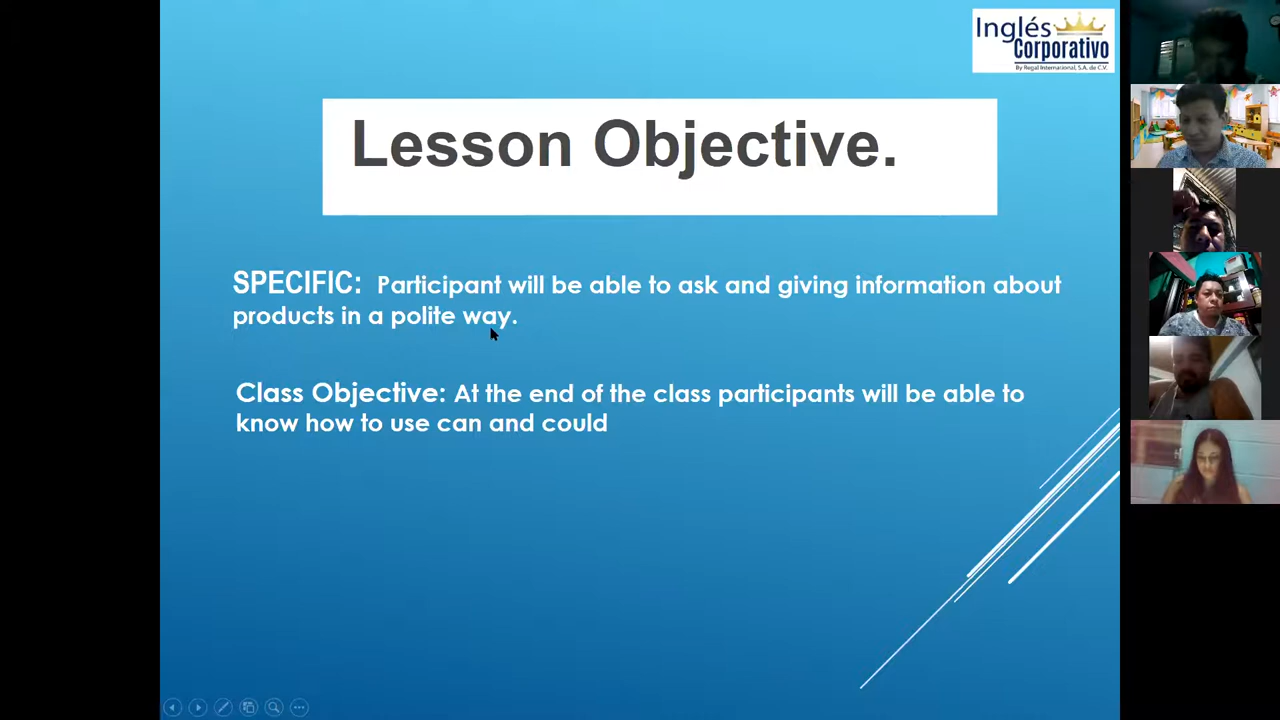 Inglés
Corporativo
By Regal Internacional, S.A. de C.V.
Lesson Objective.
SPECIFIC: Participant will be able to ask and giving information about
products in a polite way.
Class Objective: At the end of the class participants will be able to
know how to use can and could